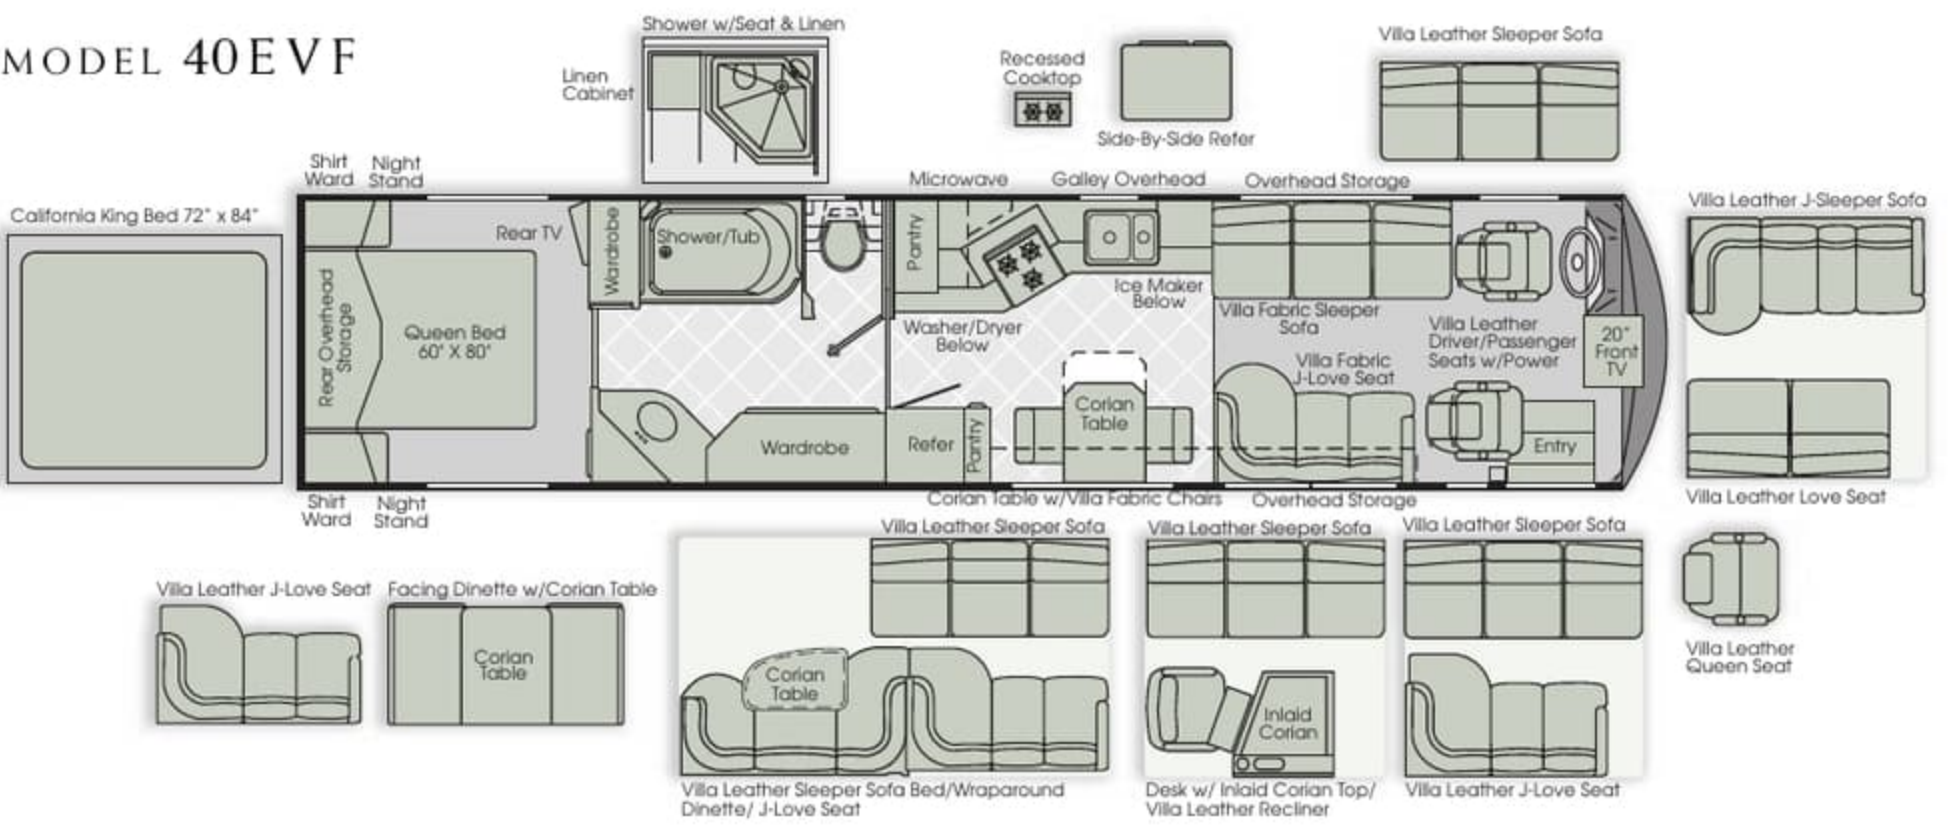 MODEL 40EVF
Shower w/Seat & Linen
Linen
Cabinet
Recessed
Cooktop
Side-By-Side Refer
Villa Leather Sleeper Sofa
Shirt
Ward
Night
Stand
Microwave
Galley Overhead
Overhead Storage
California King Bed 72" x 84"
Villa Leather J-Sleeper Sofa
Rear TV
Wardrobe
Shower/Tub
Pantry
Ice Maker
Below
Rear Overhead
Storage
Queen Bed
60" X 80"
Washer/Dryer
Below
Villa Fabric Sleeper
Sofa
Villa Leather
Driver/Passenger
Seats w/Power
20"
Front
TV
Villa Fabric
J-Love Seat
Corian
Table
Wardrobe
Refer
Pantry
Entry
Shirt
Ward
Night
Stand
Corian Table w/Villa Fabric Chairs
Overhead Storage
Villa Leather Love Seat
Villa Leather Sleeper Sofa
Villa Leather Sleeper Sofa
Villa Leather Sleeper Sofa
Villa Leather J-Love Seat
Facing Dinette w/Corian Table
Corian
Table
Corian
Table
Inlaid
Corian
Villa Leather
Queen Seat
Villa Leather Sleeper Sofa Bed/Wraparound
Dinette/ J-Love Seat
Desk w/ Inlaid Corian Top/
Villa Leather Recliner
Villa Leather J-Love Seat